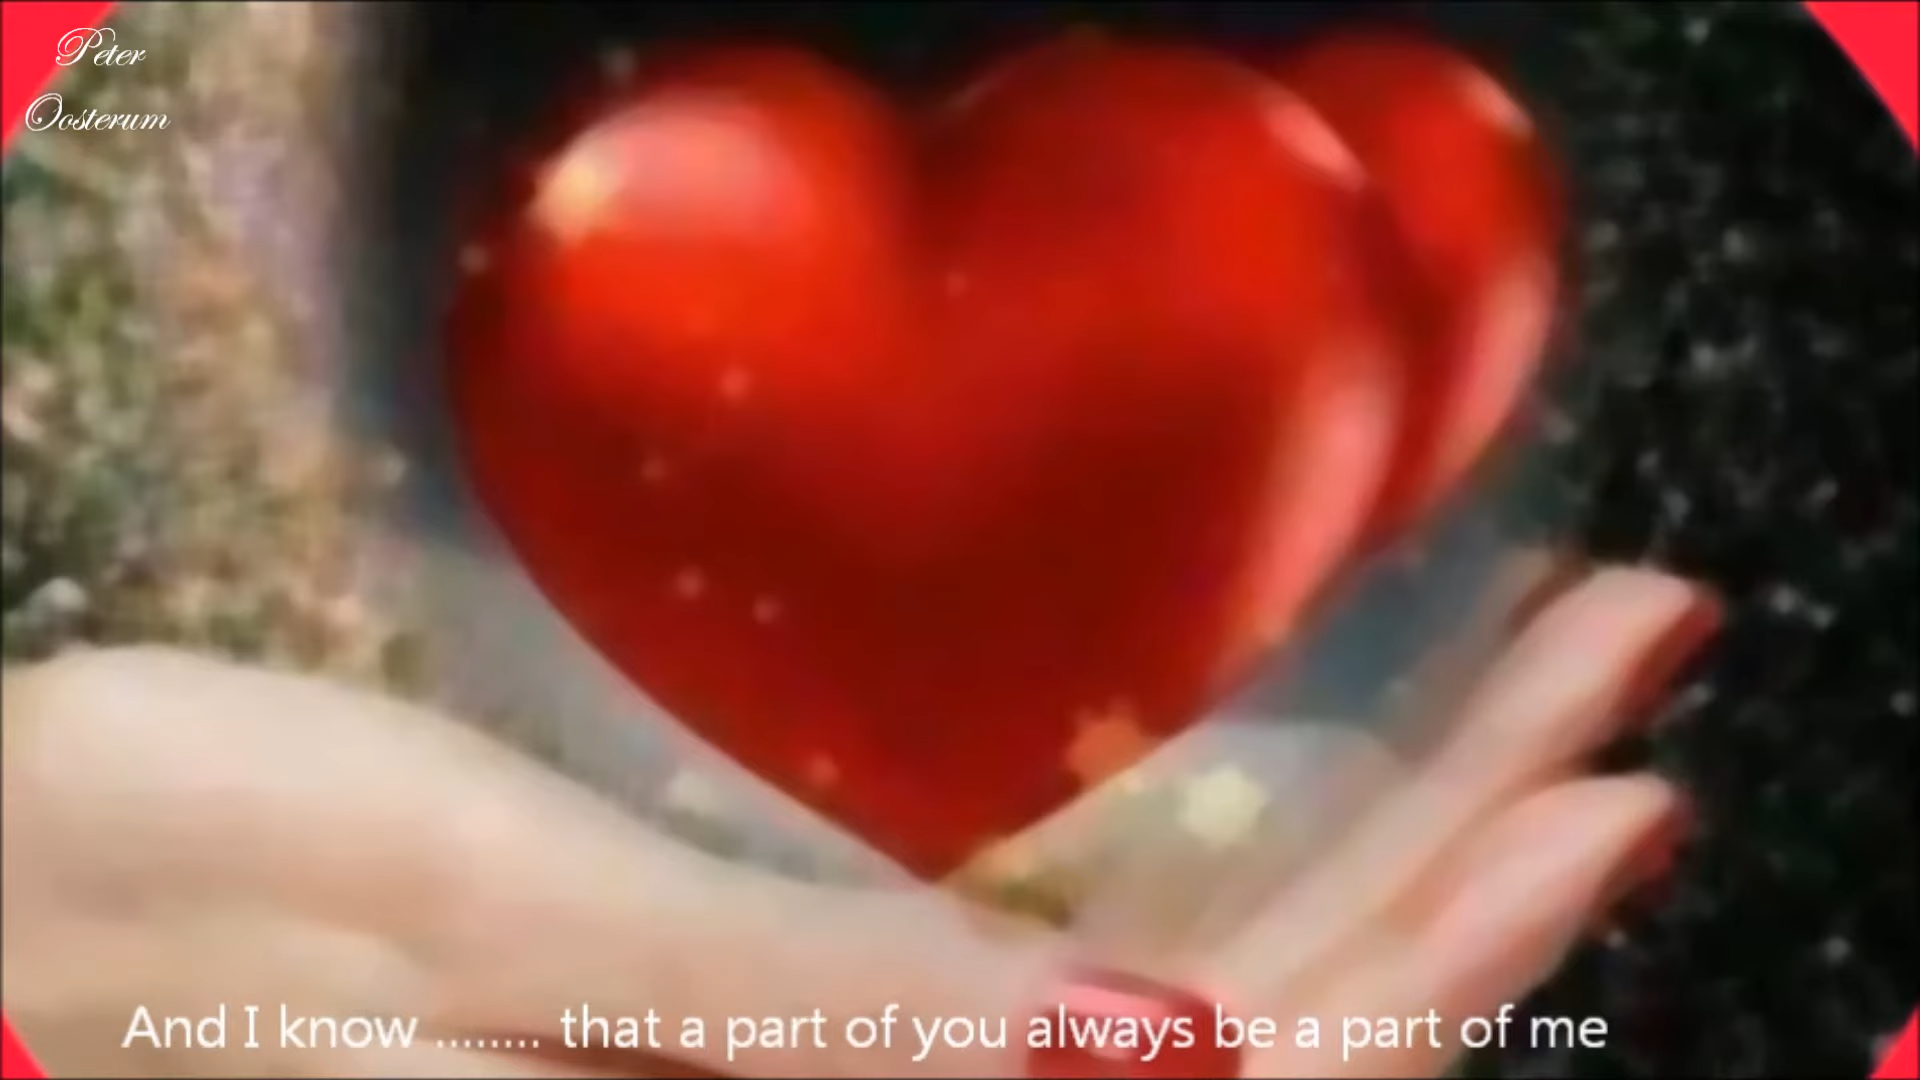 Peter
Oosterum
And I know ........ that a part of you always be a part of me